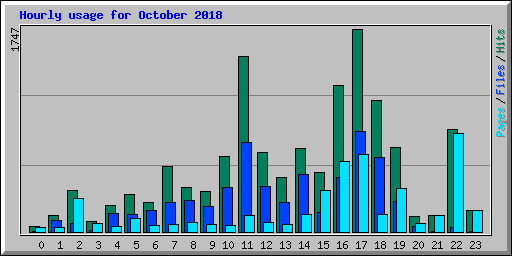 Hourly usage for October 2018
1747
Pages / Files / Hits
0 1 2 3 4 5 6 7 8 9 10 11 12 13 14 15 16 17 18 19 20 21 22 23